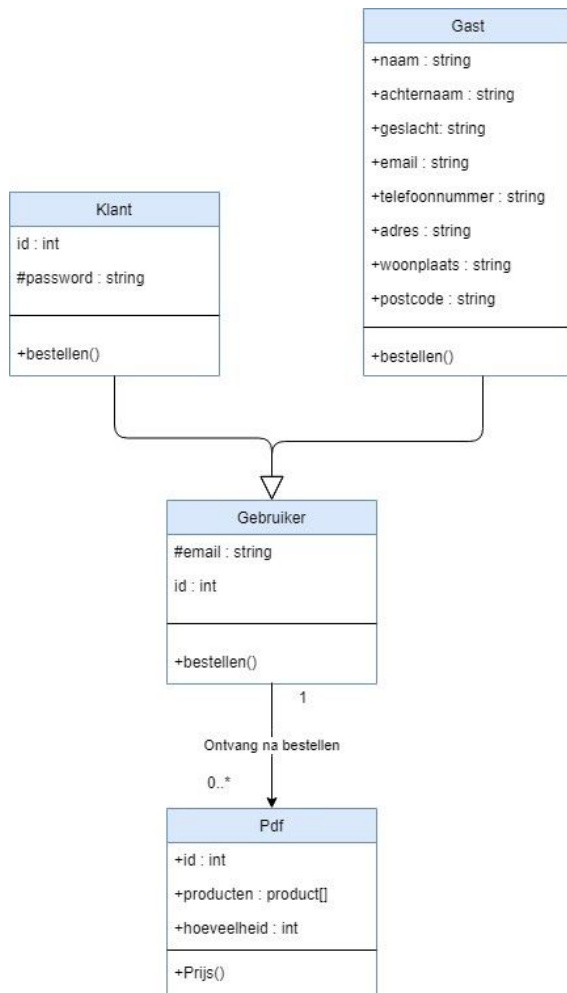 Gast
+naam : string
+achternaam : string
+geslacht: string
+email : string
+telefoonnummer : string
+adres : string
+woonplaats : string
+postcode : string
+bestellen()
Klant
id : int
#password : string
+bestellen()
Gebruiker
#email : string
id : int
+bestellen()
1
Ontvang na bestellen
0..*
Pdf
+id : int
+producten : product[]
+hoeveelheid : int
+Prijs()